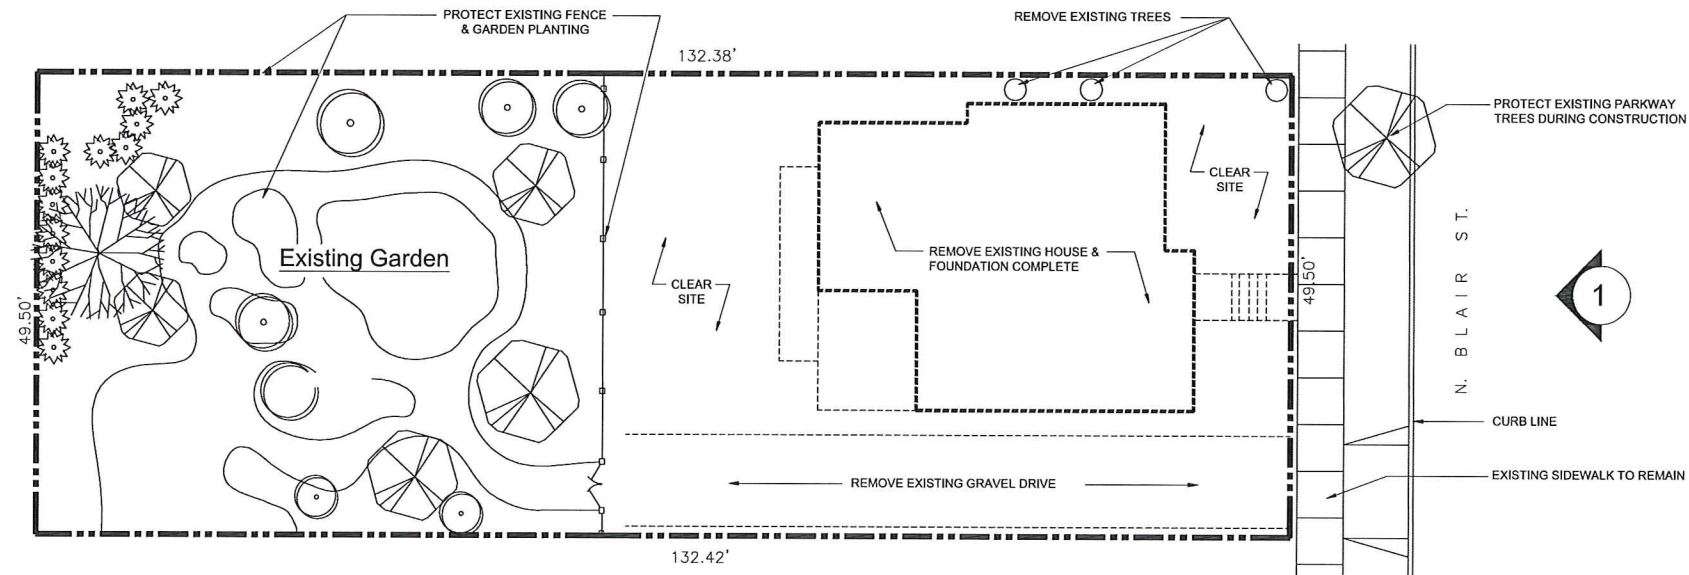 PROTECT EXISTING FENCE
& GARDEN PLANTING
REMOVE EXISTING TREES
132.38'
PROTECT EXISTING PARKWAY
TREES DURING CONSTRUCTION
CLEAR
SITE
Existing Garden
REMOVE EXISTING HOUSE &
FOUNDATION COMPLETE
CLEAR
SITE
49.50'
49.50'
N. BLAIR ST.
1
CURB LINE
REMOVE EXISTING GRAVEL DRIVE
EXISTING SIDEWALK TO REMAIN
132.42'